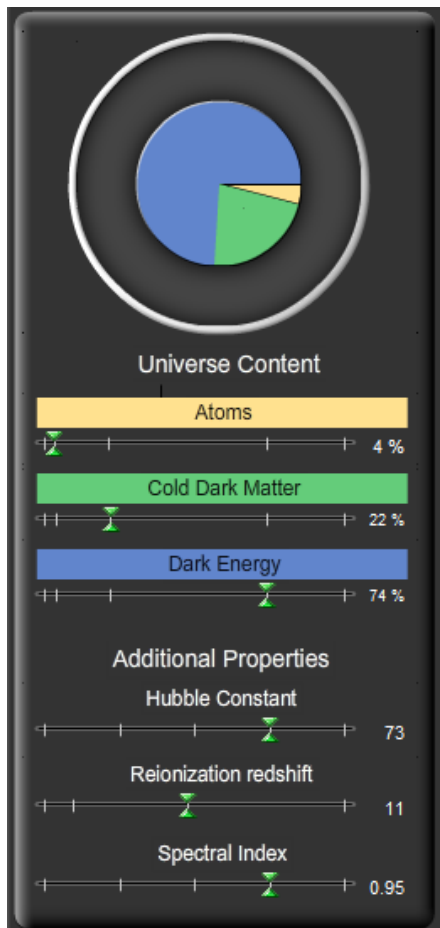 Universe Content
Atoms
4 %
Cold Dark Matter
22 %
Dark Energy
74 %
Additional Properties
Hubble Constant
73
Reionization redshift
11
Spectral Index
0.95